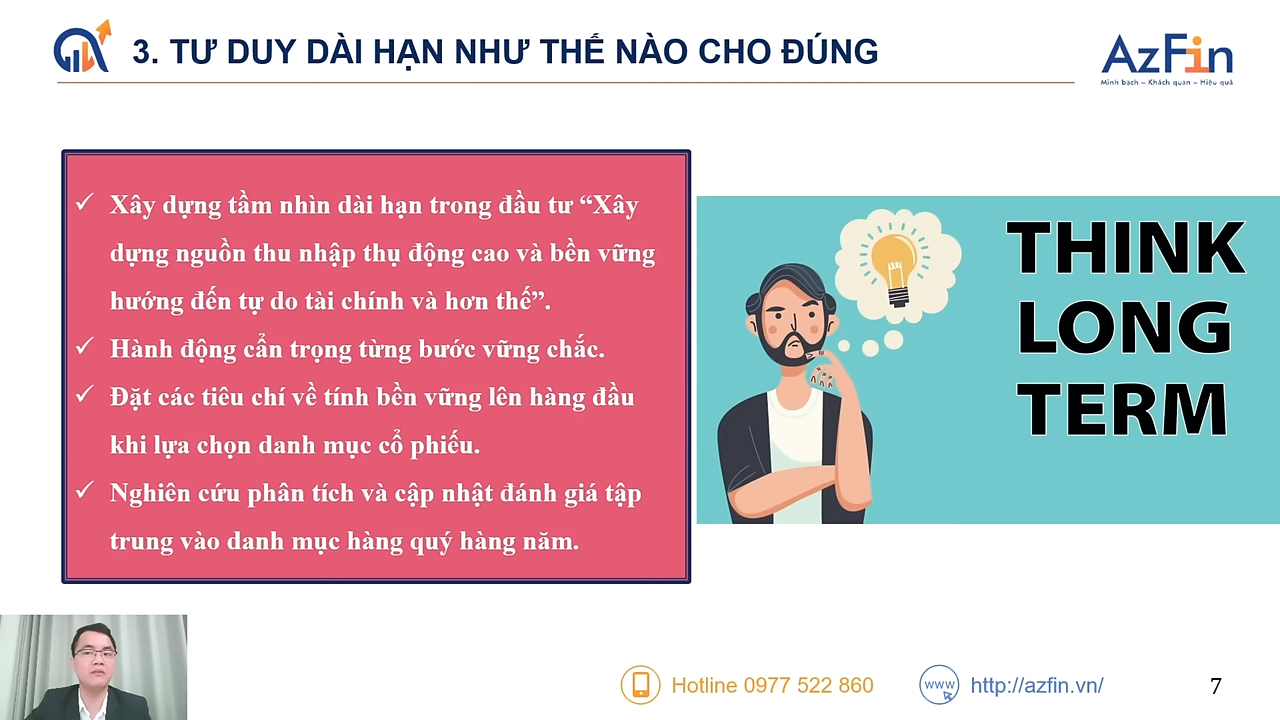 3. TƯ DUY DÀI HẠN NHƯ THẾ NÀO CHO ĐÚNG
AzFin
Minh bạch – Khách quan – Hiệu quả
✓ Xây dựng tầm nhìn dài hạn trong đầu tư “Xây
dựng nguồn thu nhập thụ động cao và bền vững
hướng đến tự do tài chính và hơn thế”.
✓ Hành động cẩn trọng từng bước vững chắc.
✓ Đặt các tiêu chí về tính bền vững lên hàng đầu
khi lựa chọn danh mục cổ phiếu.
✓ Nghiên cứu phân tích và cập nhật đánh giá tập
trung vào danh mục hàng quý hàng năm.
THINK
LONG
TERM
Hotline 0977 522 860
www
http://azfin.vn/
7